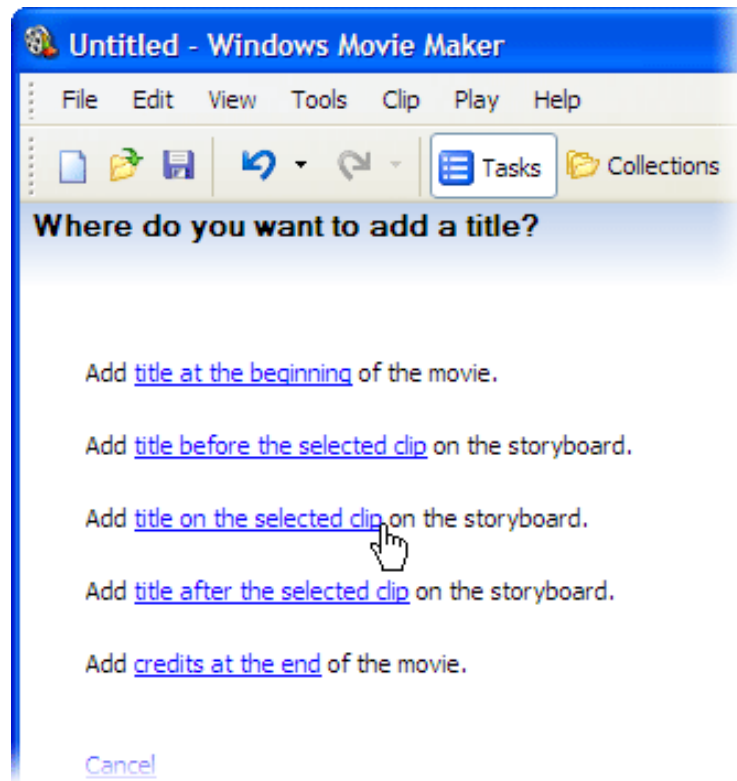 Untitled - Windows Movie Maker
File Edit View Tools Clip Play Help
Tasks Collections
Where do you want to add a title?
Add title at the beginning of the movie.
Add title before the selected clip on the storyboard.
Add title on the selected clip on the storyboard.
Add title after the selected clip on the storyboard.
Add credits at the end of the movie.
Cancel